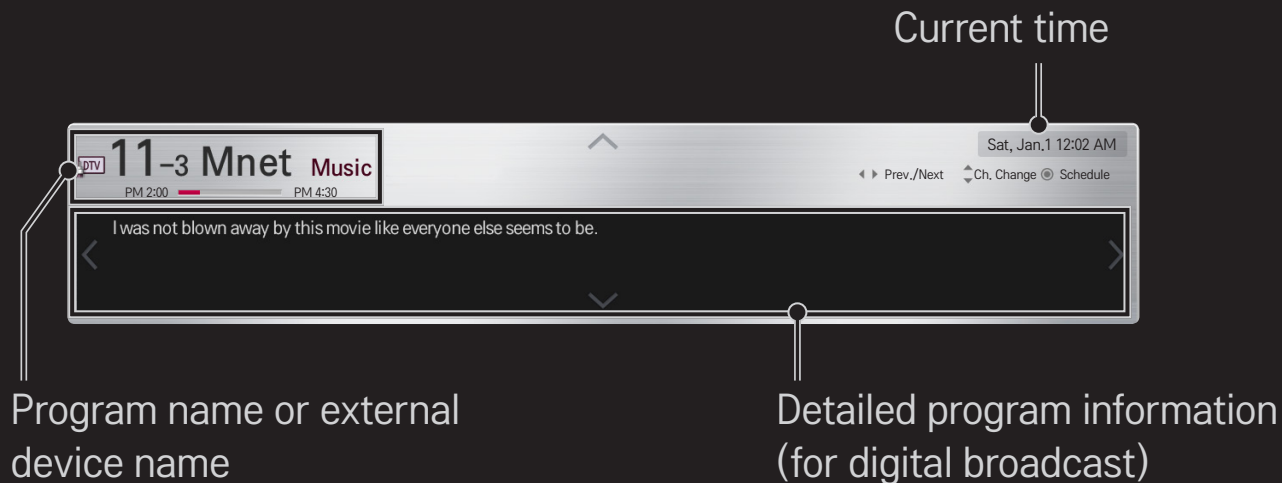 Current time
DTV 11-3 Mnet Music
PM 2:00 PM 4:30
Sat, Jan.1 12:02 AM
Prev./Next Ch. Change Schedule
I was not blown away by this movie like everyone else seems to be.
Program name or external
device name
Detailed program information
(for digital broadcast)